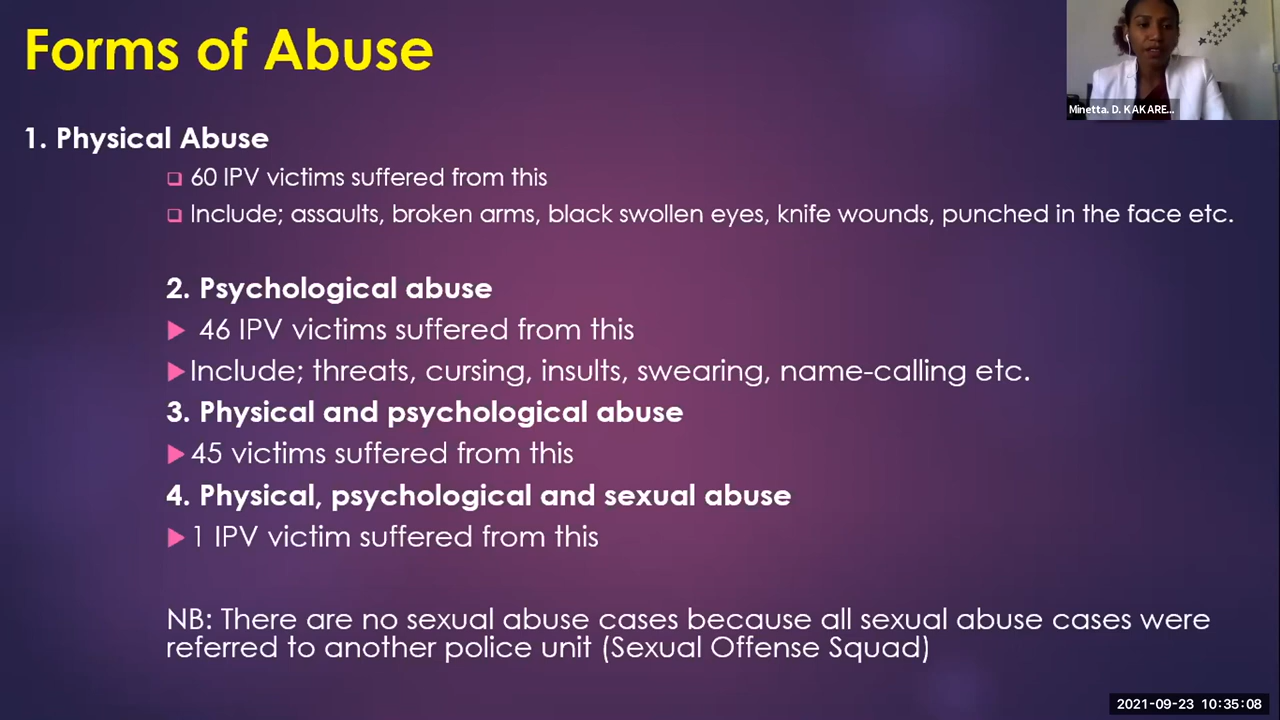 Forms of Abuse
Minetta. D. KAKARE...
1. Physical Abuse
60 IPV victims suffered from this
Include; assaults, broken arms, black swollen eyes, knife wounds, punched in the face etc.
2. Psychological abuse
46 IPV victims suffered from this
Include; threats, cursing, insults, swearing, name-calling etc.
3. Physical and psychological abuse
45 victims suffered from this
4. Physical, psychological and sexual abuse
1 IPV victim suffered from this
NB: There are no sexual abuse cases because all sexual abuse cases were
referred to another police unit (Sexual Offense Squad)
2021-09-23 10:35:08